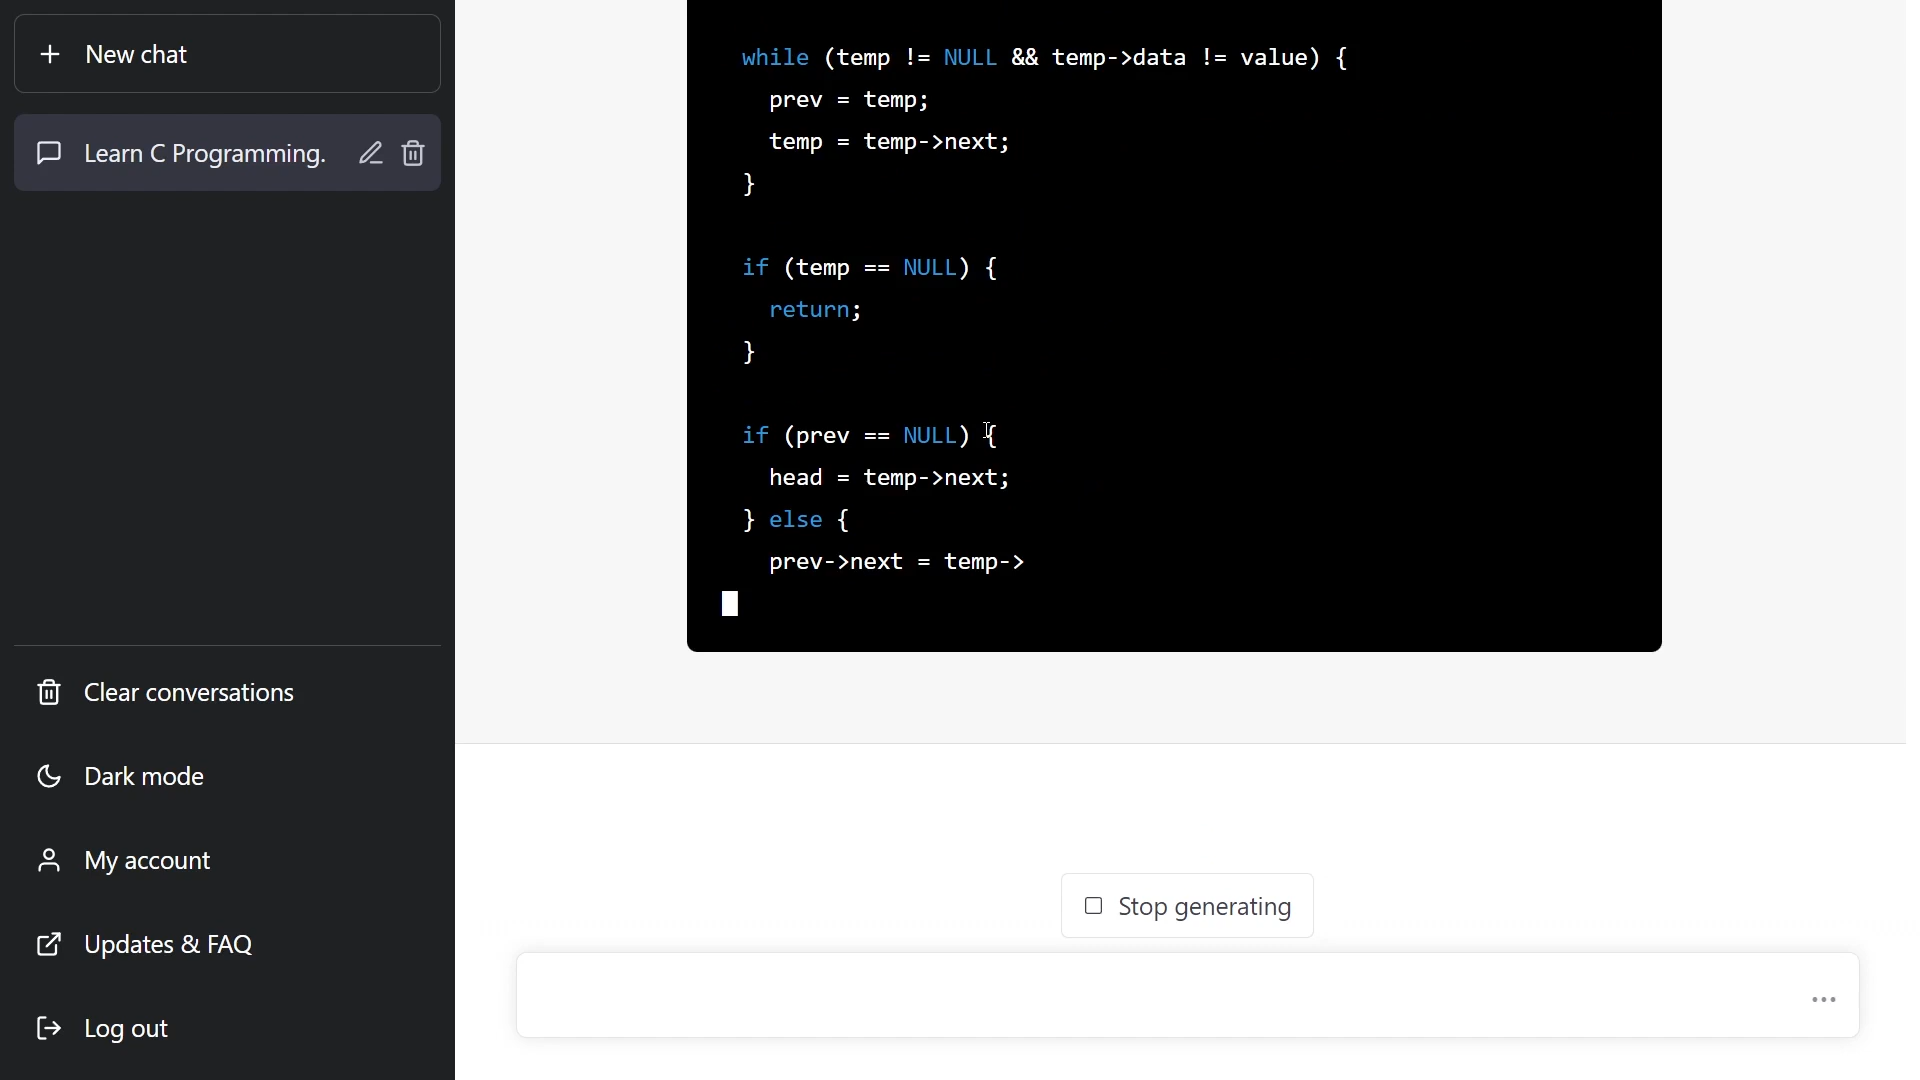 New chat
Learn C Programming.
Clear conversations
Dark mode
My account
Updates & FAQ
Log out
while (temp != NULL && temp->data != value) {
prev = temp;
temp = temp->next;
}
if (temp == NULL) {
return;
}
if (prev == NULL) {
head = temp->next;
} else {
prev->next = temp->
Stop generating